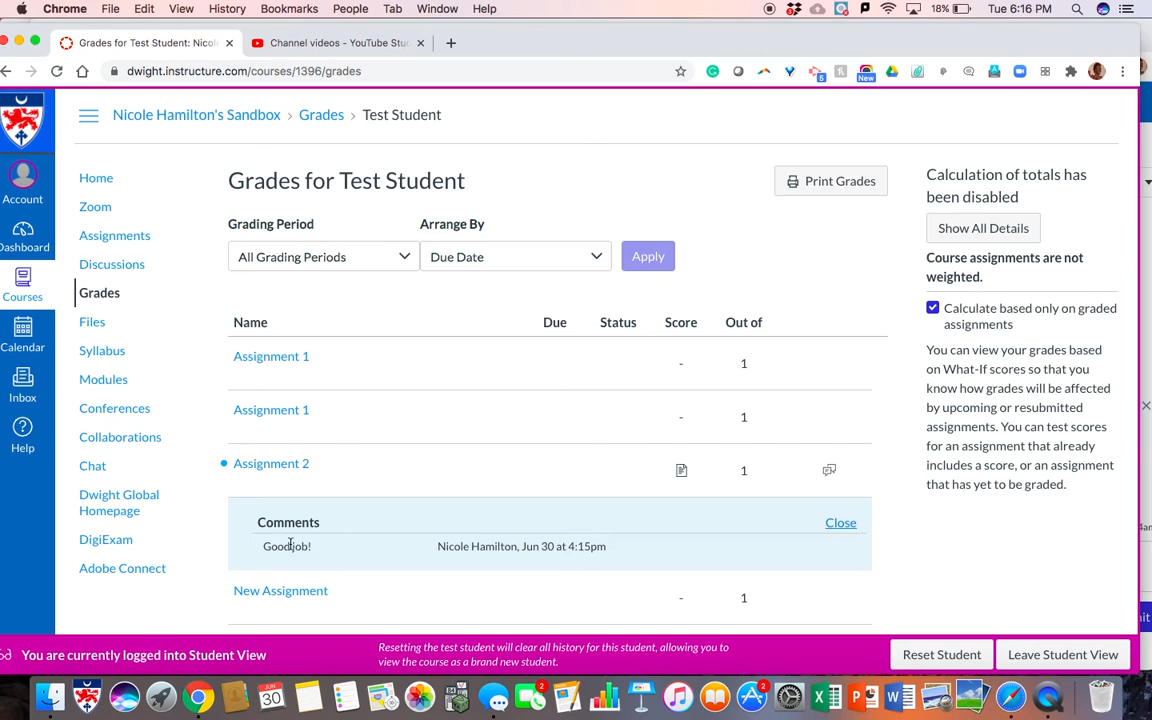 Chrome File Edit View History Bookmarks People Tab Window Help 18% Tue 6:16 PM
Grades for Test Student: Nicol Channel videos - YouTube Stud
dwight.instructure.com/courses/1396/grades
5
New
Nicole Hamilton's Sandbox > Grades > Test Student
Account
Dashboard
Courses
Calendar
Inbox
Help
Home
Zoom
Assignments
Discussions
Grades
Files
Syllabus
Modules
Conferences
Collaborations
Chat
Dwight Global
Homepage
DigiExam
Adobe Connect
Grades for Test Student
Print Grades
Grading Period Arrange By
All Grading Periods Due Date Apply
Name Due Status Score Out of
Assignment 1 - 1
Assignment 1 - 1
Assignment 2 1
Comments Close
Good job! Nicole Hamilton, Jun 30 at 4:15pm
New Assignment - 1
Calculation of totals has
been disabled
Show All Details
Course assignments are not
weighted.
Calculate based only on graded
assignments
You can view your grades based
on What-If scores so that you
know how grades will be affected
by upcoming or resubmitted
assignments. You can test scores
for an assignment that already
includes a score, or an assignment
that has yet to be graded.
You are currently logged into Student View
Resetting the test student will clear all history for this student, allowing you to
view the course as a brand new student.
Reset Student Leave Student View
JUN
30
2
2